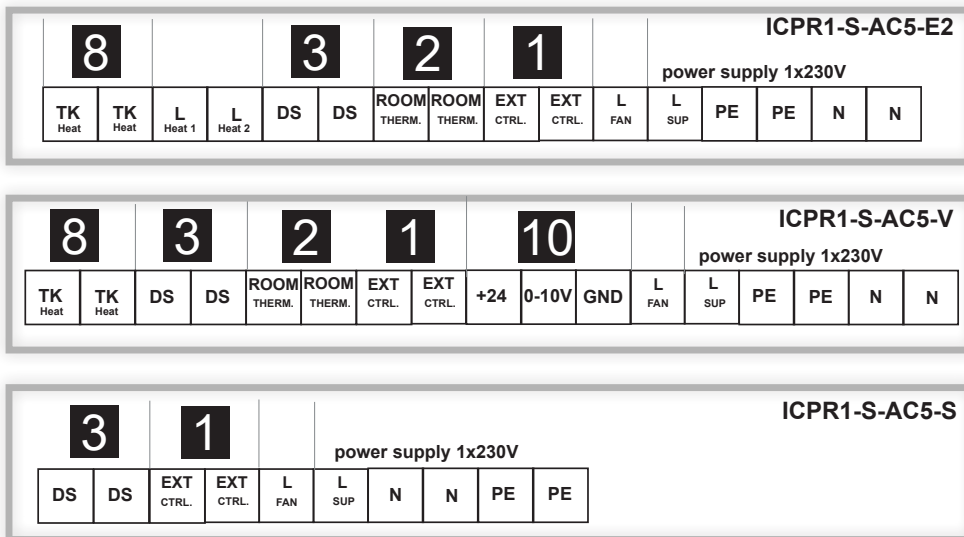 ICPR1-S-AC5-E2
8 3 2 1
power supply 1x230V
TK Heat TK Heat L Heat 1 L Heat 2 DS DS ROOM THERM. ROOM THERM. EXT CTRL. EXT CTRL. L FAN L SUP PE PE N N
ICPR1-S-AC5-V
8 3 2 1 10
power supply 1x230V
TK Heat TK Heat DS DS ROOM THERM. ROOM THERM. EXT CTRL. EXT CTRL. +24 0-10V GND L FAN L SUP PE PE N N
ICPR1-S-AC5-S
3 1
power supply 1x230V
DS DS EXT CTRL. EXT CTRL. L FAN L SUP N N PE PE